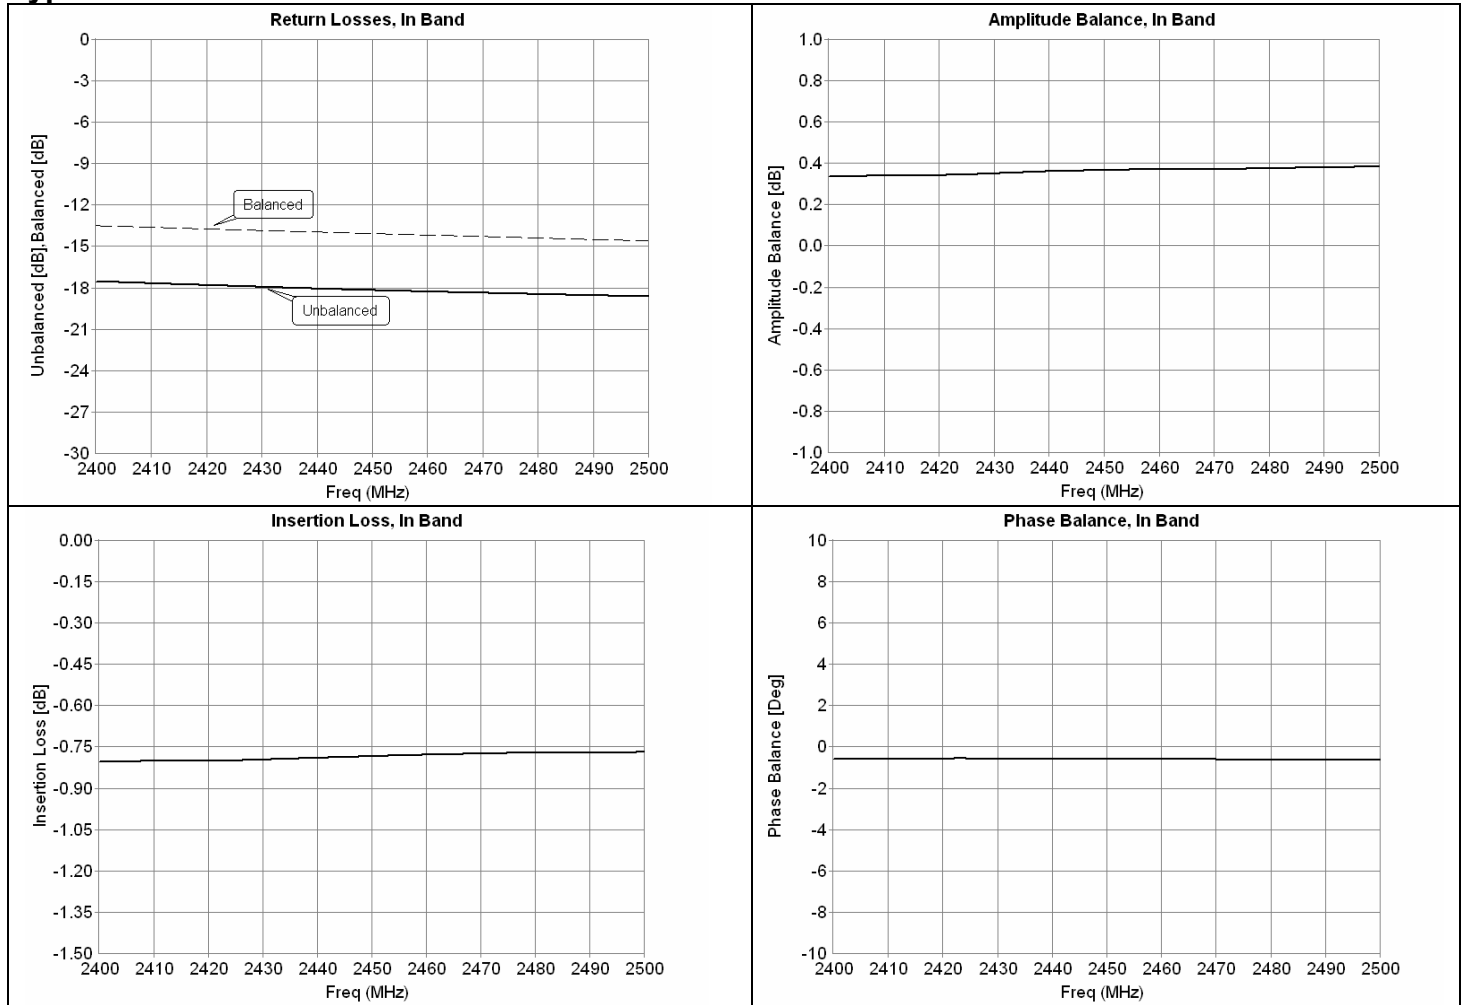 Return Losses, In Band
0
-3
-6
-9
-12
-15
-18
-21
-24
-27
-30
Unbalanced [dB],Balanced [dB]
Balanced
Unbalanced
2400 2410 2420 2430 2440 2450 2460 2470 2480 2490 2500
Freq (MHz)
Amplitude Balance, In Band
1.0
0.8
0.6
0.4
0.2
0.0
-0.2
-0.4
-0.6
-0.8
-1.0
Amplitude Balance [dB]
2400 2410 2420 2430 2440 2450 2460 2470 2480 2490 2500
Freq (MHz)
Insertion Loss, In Band
0.00
-0.15
-0.30
-0.45
-0.60
-0.75
-0.90
-1.05
-1.20
-1.35
-1.50
Insertion Loss [dB]
2400 2410 2420 2430 2440 2450 2460 2470 2480 2490 2500
Freq (MHz)
Phase Balance, In Band
10
8
6
4
2
0
-2
-4
-6
-8
-10
Phase Balance [Deg]
2400 2410 2420 2430 2440 2450 2460 2470 2480 2490 2500
Freq (MHz)